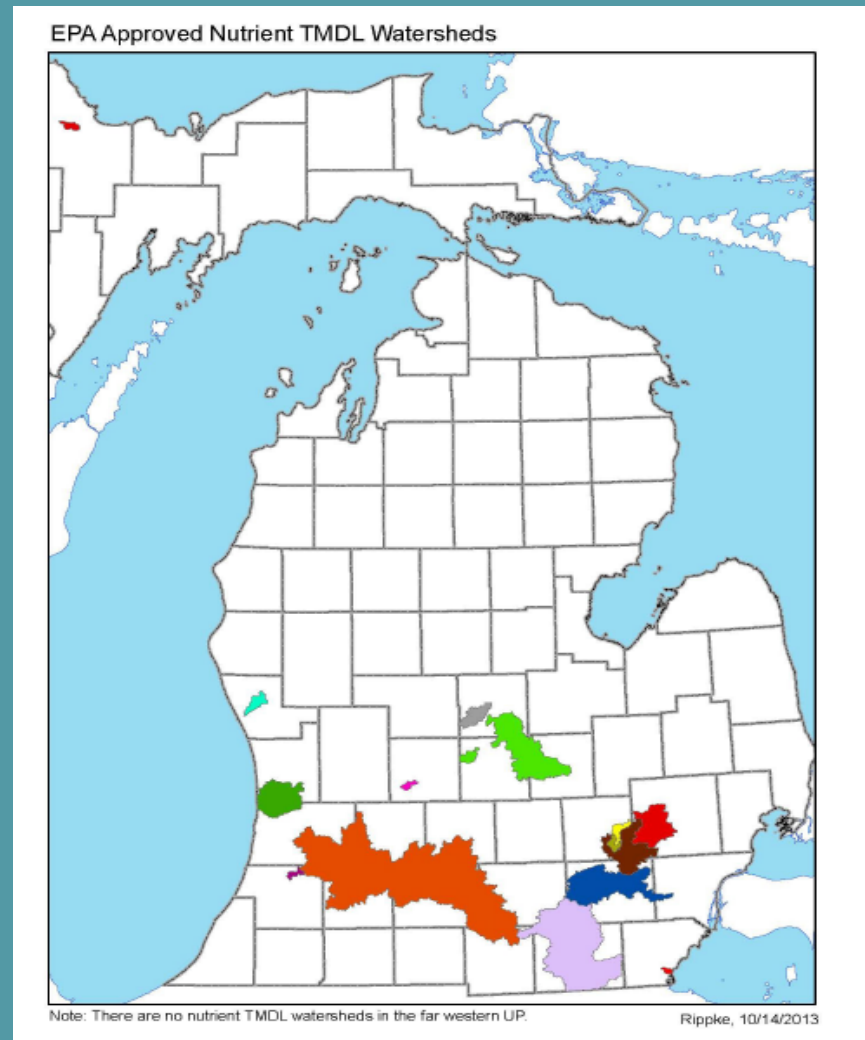 EPA Approved Nutrient TMDL Watersheds
Note: There are no nutrient TMDL watersheds in the far western UP.
Rippke, 10/14/2013